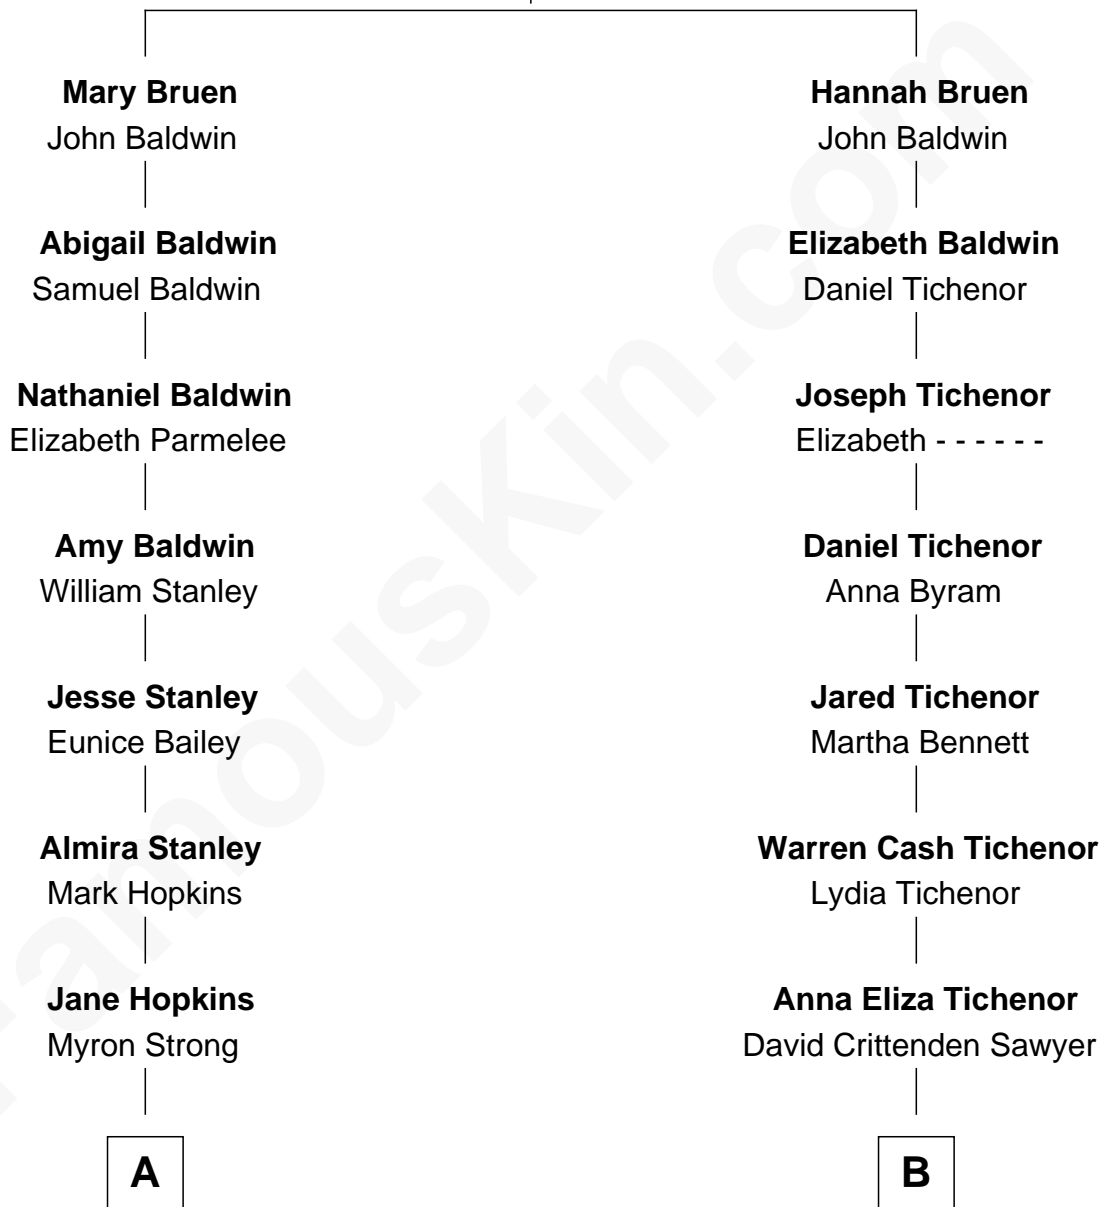 Mary Bruen
John Baldwin
Abigail Baldwin
Samuel Baldwin
Nathaniel Baldwin
Elizabeth Parmelee
Amy Baldwin
William Stanley
Jesse Stanley
Eunice Bailey
Almira Stanley
Mark Hopkins
Jane Hopkins
Myron Strong
A
Hannah Bruen
John Baldwin
Elizabeth Baldwin
Daniel Tichenor
Joseph Tichenor
Elizabeth - - - - - -
Daniel Tichenor
Anna Byram
Jared Tichenor
Martha Bennett
Warren Cash Tichenor
Lydia Tichenor
Anna Eliza Tichenor
David Crittenden Sawyer
B
FamousKin.com